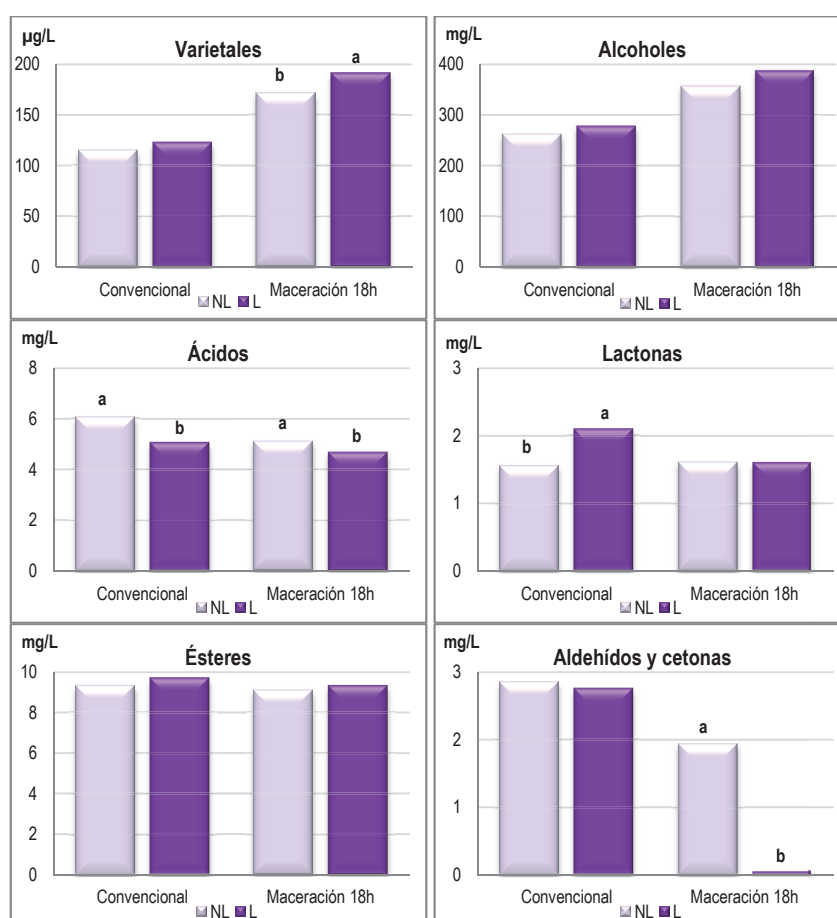 µg/L
Varietales
200
150
100
50
0
b
a
Convencional
Maceración 18h
NL L
mg/L
Alcoholes
400
300
200
100
0
Convencional
Maceración 18h
NL L
mg/L
Ácidos
8
6
4
2
0
a
b
a
b
Convencional
Maceración 18h
NL L
mg/L
Lactonas
3
2
1
0
b
a
Convencional
Maceración 18h
NL L
mg/L
Ésteres
10
8
6
4
2
0
Convencional
Maceración 18h
NL L
mg/L
Aldehídos y cetonas
3
2
1
0
a
b
Convencional
Maceración 18h
NL L